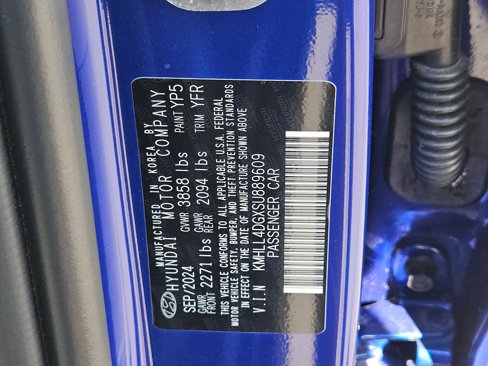 MANUFACTURED IN KOREA BY
HYUNDAI MOTOR COMPANY
SEP/2024 GVWR 3858 lbs PAINT YP5
GAWR FRONT 2271 lbs GAWR REAR 2094 lbs TRIM YFR
THIS VEHICLE CONFORMS TO ALL APPLICABLE U.S.A. FEDERAL
MOTOR VEHICLE SAFETY, BUMPER, AND THEFT PREVENTION STANDARDS
IN EFFECT ON THE DATE OF MANUFACTURE SHOWN ABOVE
V.I.N KMHLL4DGXSU889609
PASSENGER CAR